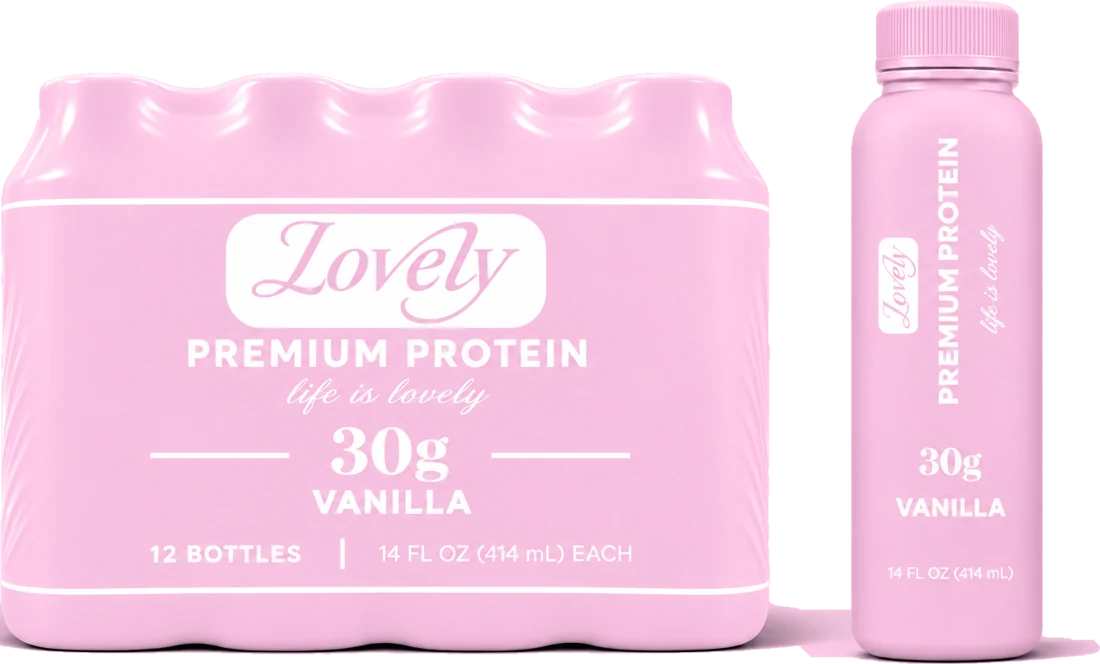 Lovely
PREMIUM PROTEIN
life is lovely
30g
VANILLA
12 BOTTLES | 14 FL OZ (414 mL) EACH
Lovely
PREMIUM PROTEIN
life is lovely
30g
VANILLA
14 FL OZ (414 mL)